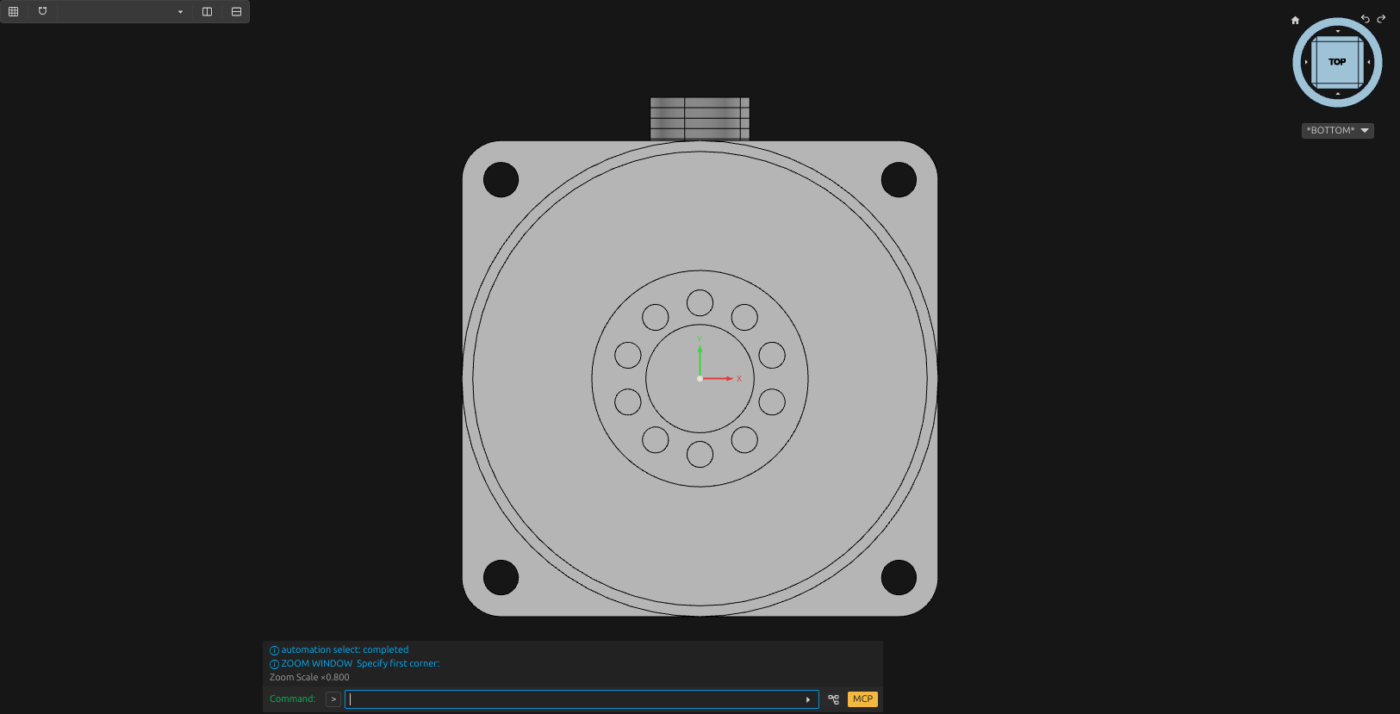 TOP
*BOTTOM*
Y
X
automation select: completed
ZOOM WINDOW Specify first corner:
Zoom Scale ×0.800
Command: > MCP